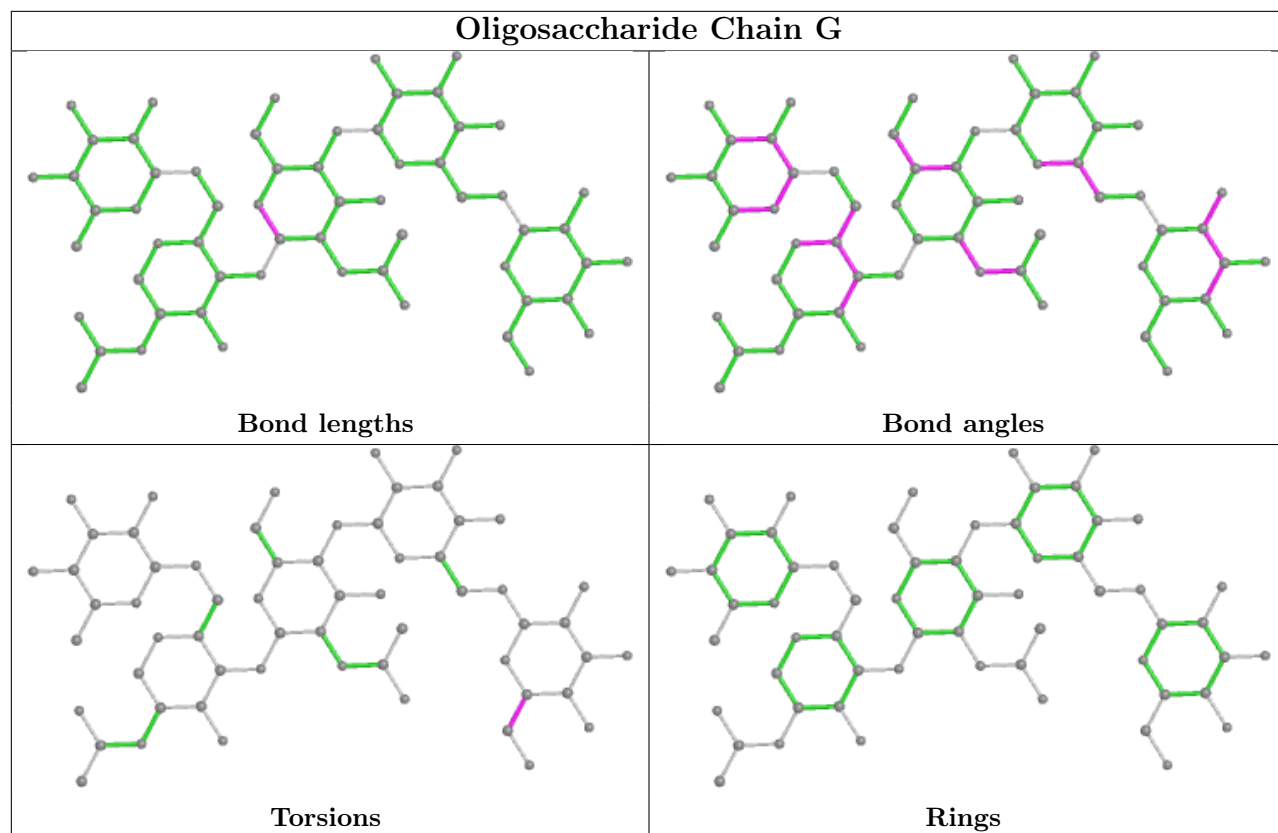 Oligosaccharide Chain G
Bond lengths
Bond angles
Torsions
Rings